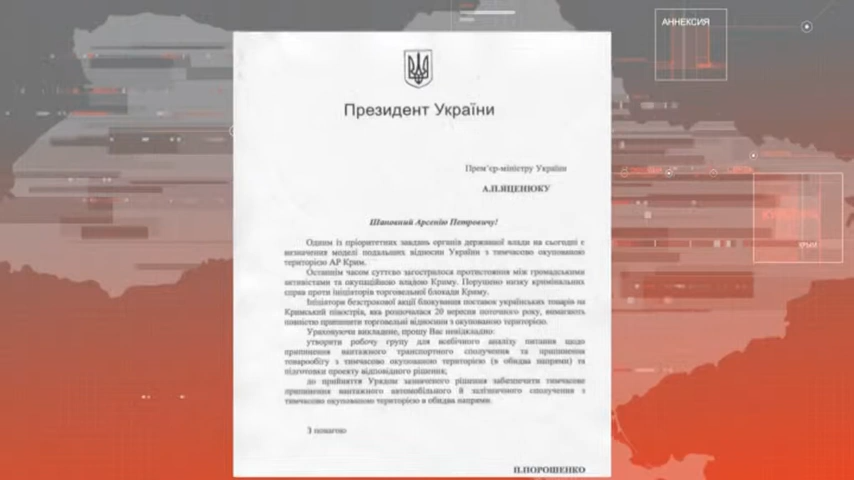 АННЕКСИЯ
Президент України
Прем'єр-міністру України
А.П.ЯЦЕНЮКУ
Шановний Арсенію Петровичу!
Одним із пріоритетних завдань органів державної влади на сьогодні є
визначення моделі подальших відносин України з тимчасово окупованою
територією АР Крим.
Останнім часом суттєво загострилося протистояння між громадськими
активістами та окупаційною владою Криму. Порушено низку кримінальних
справ проти ініціаторів торговельної блокади Криму.
Ініціатори безстрокової акції блокування поставок українських товарів на
Кримський півострів, яка розпочалася 20 вересня поточного року, вимагають
повністю припинити торговельні відносини з окупованою територією.
Ураховуючи викладене, прошу Вас невідкладно:
утворити робочу групу для всебічного аналізу питання щодо
припинення вантажного транспортного сполучення та припинення
товарообігу з тимчасово окупованою територією (в обидва напрями) та
підготовки проекту відповідного рішення;
до прийняття Урядом зазначеного рішення забезпечити тимчасове
припинення вантажного автомобільного й залізничного сполучення з
тимчасово окупованою територією в обидва напрями.
З повагою
П.ПОРОШЕНКО